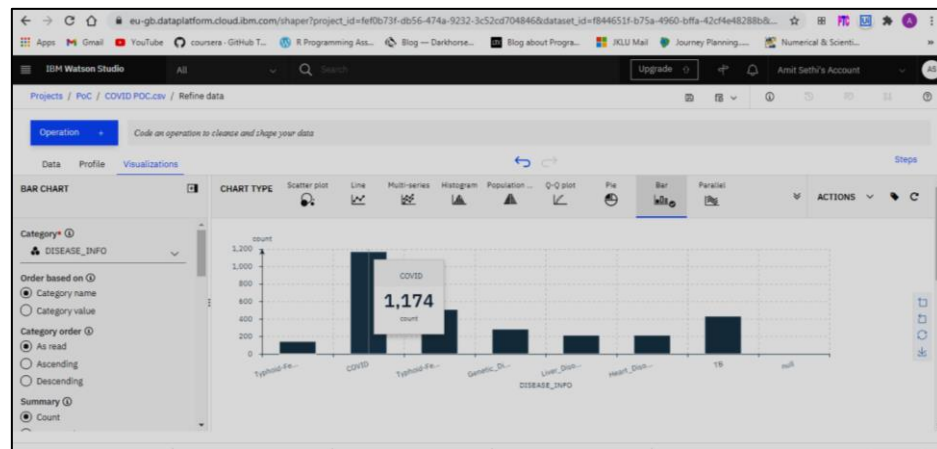 eu-gb.dataplatform.cloud.ibm.com/shaper?project_id=fef0b73f-db56-474a-9232-3c52cd704846&dataset_id=f844651f-b75a-4960-bffa-42cf4e48288b&...
Apps Gmail YouTube coursera · GitHub T... R Programming Ass... Blog — Darkhorse... Blog about Progra... JKLU Mail Journey Planning..... Numerical & Scienti... »
IBM Watson Studio All Search Upgrade Amit Sethi's Account AS
Projects / PoC / COVID POC.csv / Refine data
Operation + Code an operation to cleanse and shape your data
Data Profile Visualizations Steps
BAR CHART CHART TYPE Scatter plot Line Multi-series Histogram Population ... Q-Q plot Pie Bar Parallel ACTIONS
Category*
DISEASE_INFO
Order based on
Category name
Category value
Category order
As read
Ascending
Descending
Summary
Count
count
1,200
1,000
800
600
400
200
0
COVID
1,174
count
Typhoid-Fe... COVID Typhoid-Fe... Genetic_Di... Liver_Diso... Heart_Diso... TB null
DISEASE_INFO